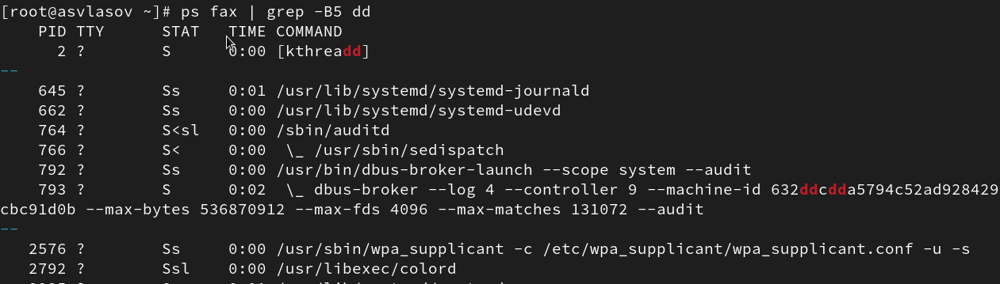 [root@asvlasov ~]# ps fax | grep -B5 dd
    PID TTY      STAT   TIME COMMAND
      2 ?        S      0:00 [kthreadd]
--
    645 ?        Ss     0:01 /usr/lib/systemd/systemd-journald
    662 ?        Ss     0:00 /usr/lib/systemd/systemd-udevd
    764 ?        S<sl   0:00 /sbin/auditd
    766 ?        S<     0:00  \_ /usr/sbin/sedispatch
    792 ?        Ss     0:00 /usr/bin/dbus-broker-launch --scope system --audit
    793 ?        S      0:02  \_ dbus-broker --log 4 --controller 9 --machine-id 632ddcdda5794c52ad928429
cbc91d0b --max-bytes 536870912 --max-fds 4096 --max-matches 131072 --audit
--
   2576 ?        Ss     0:00 /usr/sbin/wpa_supplicant -c /etc/wpa_supplicant/wpa_supplicant.conf -u -s
   2792 ?        Ssl    0:00 /usr/libexec/colord